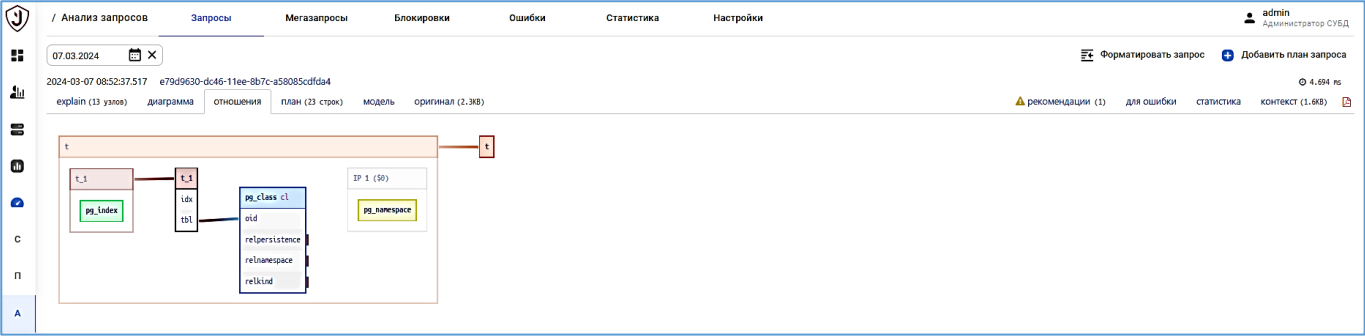 / Анализ запросов
Запросы
Мегазапросы
Блокировки
Ошибки
Статистика
Настройки
admin
Администратор СУБД
07.03.2024
Форматировать запрос
Добавить план запроса
2024-03-07 08:52:37.517 e79d9630-dc46-11ee-8b7c-a58085cdfda4
4.694 ms
explain (13 узлов)
диаграмма
отношения
план (23 строк)
модель
оригинал (2.3KB)
рекомендации (1)
для ошибки
статистика
контекст (1.6KB)
t
t
t_1
pg_index
t_1
idx
tbl
pg_class cl
oid
relpersistence
relnamespace
relkind
IP 1 ($0)
pg_namespace
С
П
А